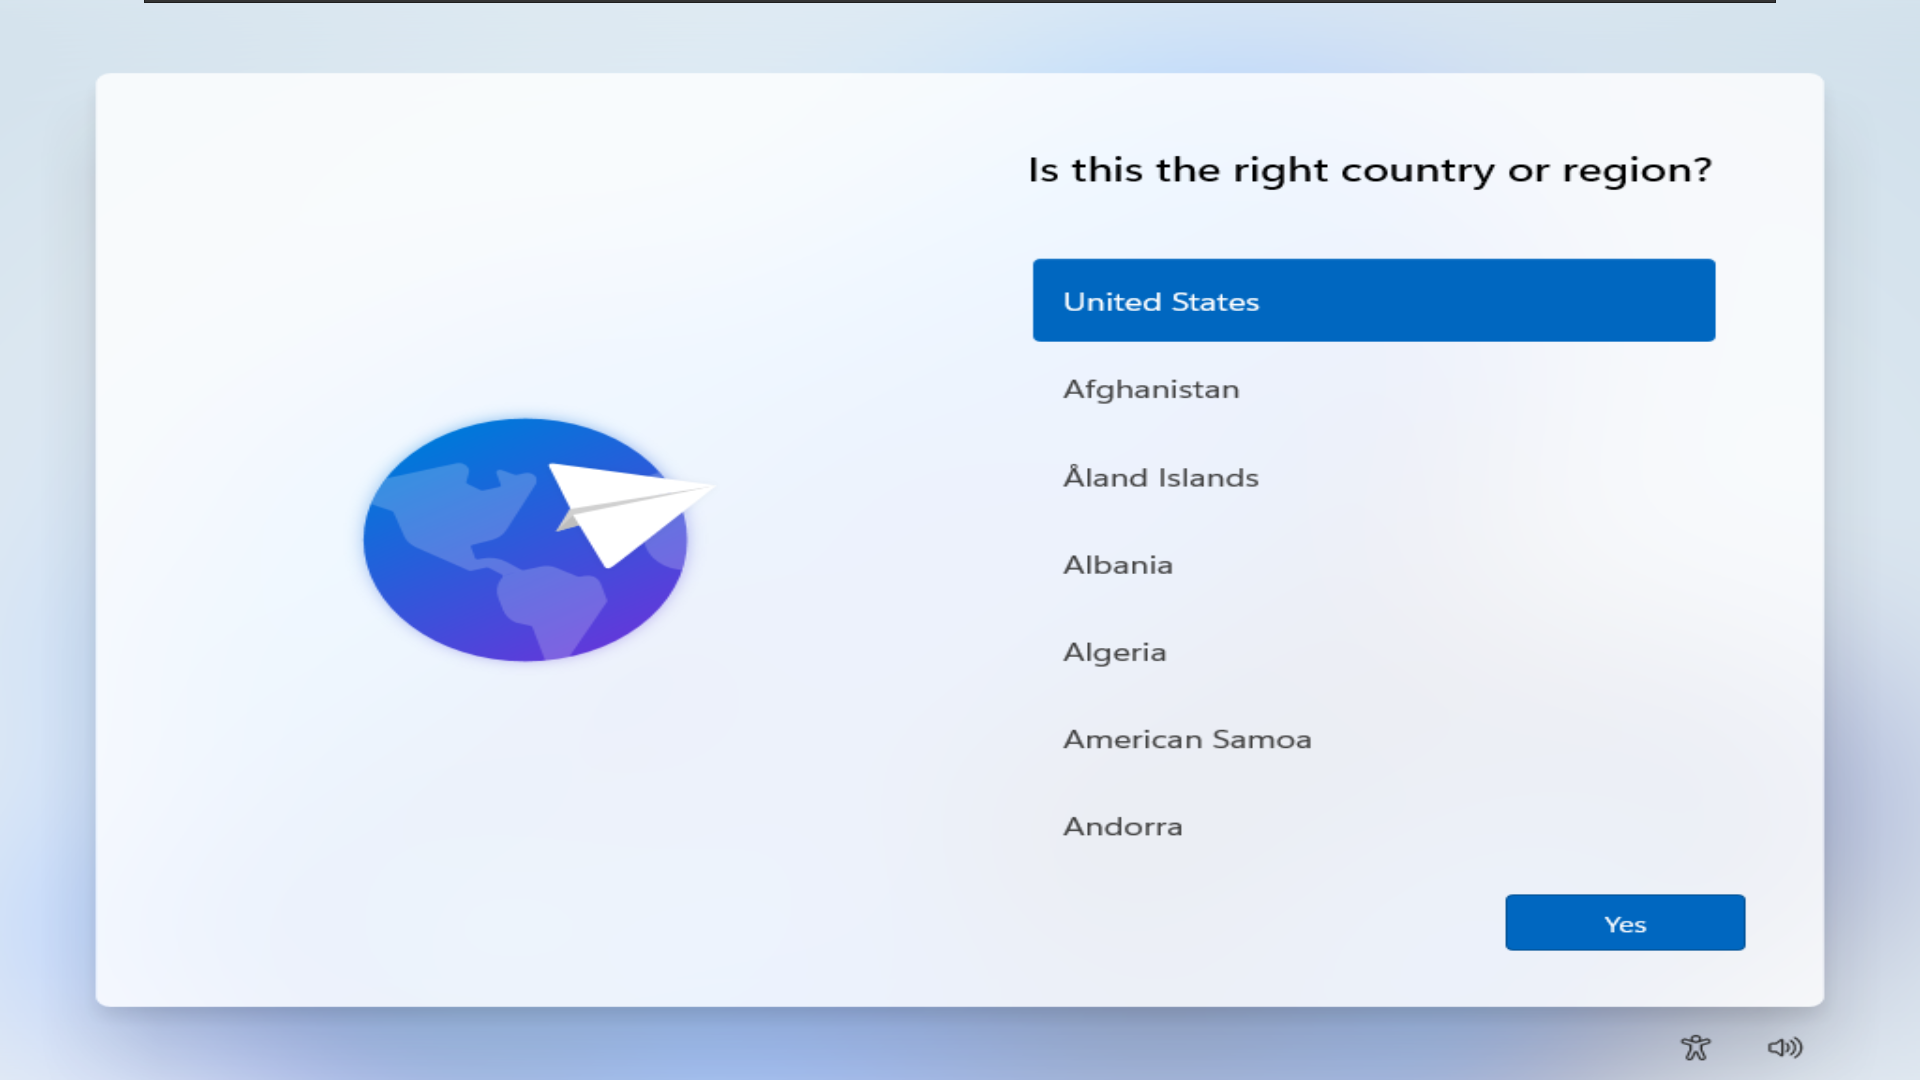 Is this the right country or region?
United States
Afghanistan
Åland Islands
Albania
Algeria
American Samoa
Andorra
Yes